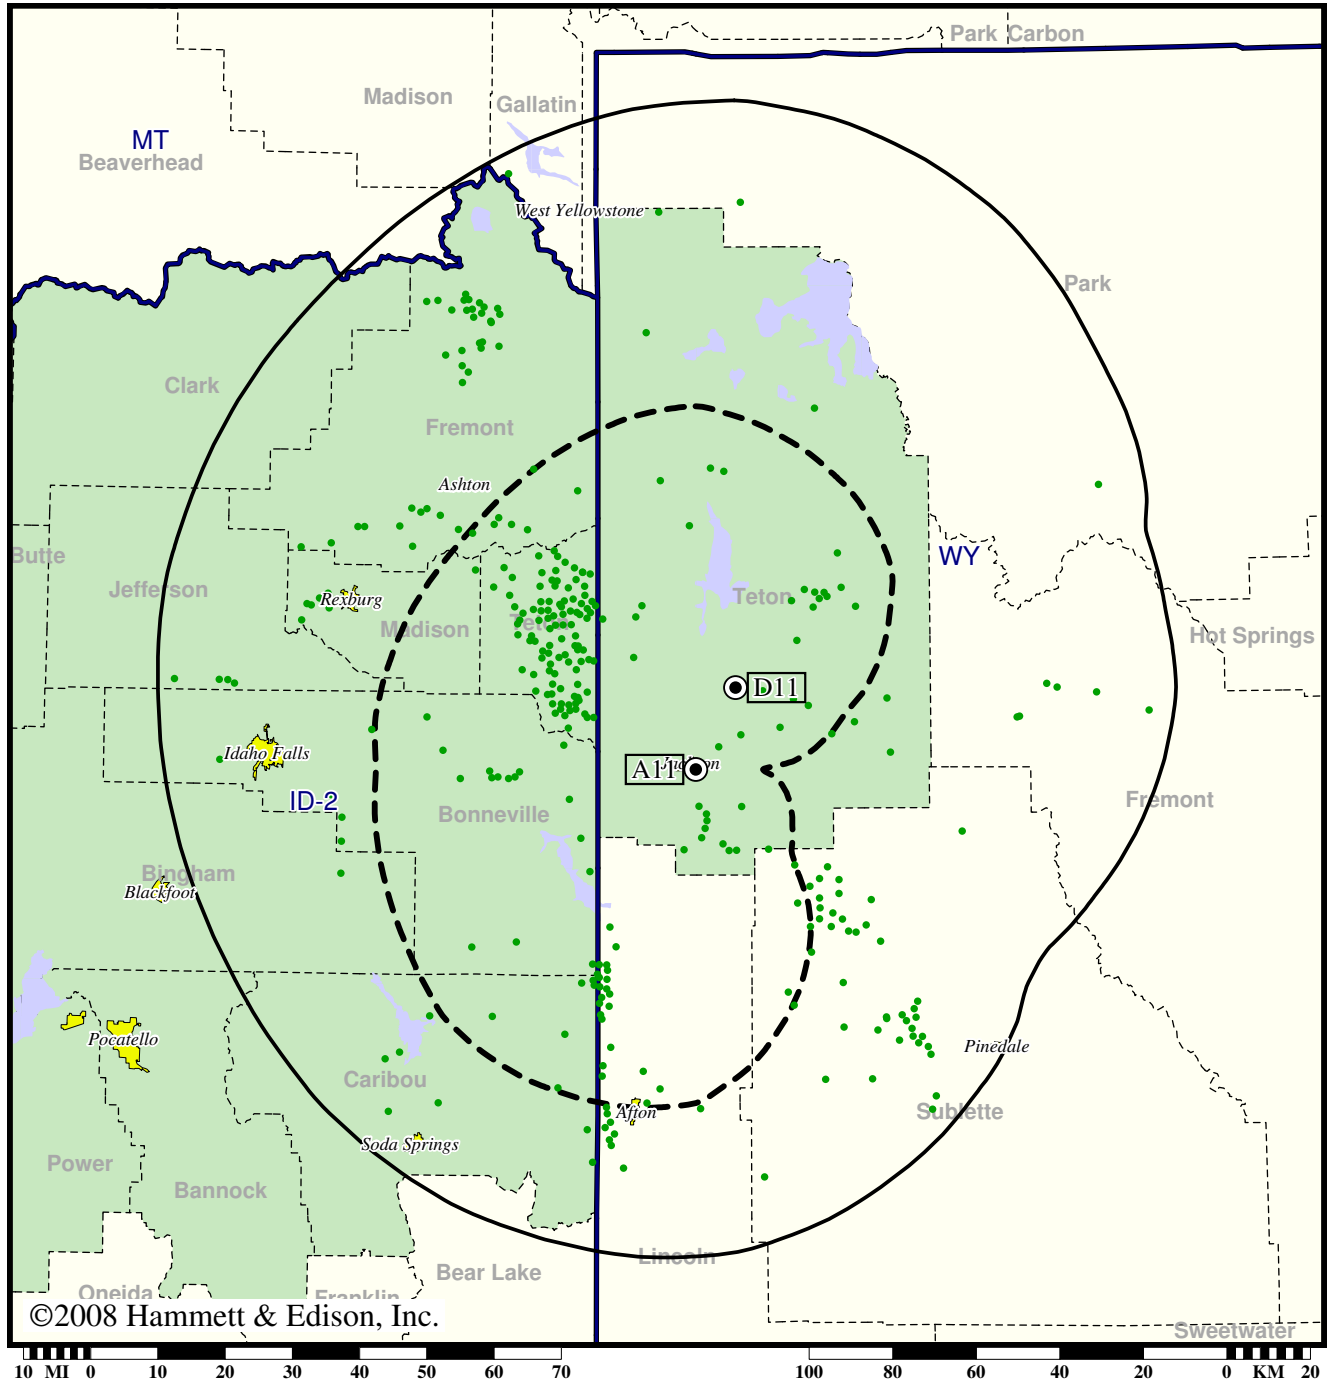 Park Carbon
Madison
Gallatin
MT
Beaverhead
West Yellowstone
Park
Clark
Fremont
Ashton
Butte
WY
Jefferson
Rexburg
Teton
Madison
Teton
Hot Springs
D11
Idaho Falls
A11
ID-2
Bonneville
Fremont
Bingham
Blackfoot
Pocatello
Pinedale
Caribou
Afton
Sublette
Soda Springs
Power
Bannock
Lincoln
Bear Lake
Oneida
Franklin
©2008 Hammett & Edison, Inc.
Sweetwater
10 MI 0 10 20 30 40 50 60 70 100 80 60 40 20 0 KM 20